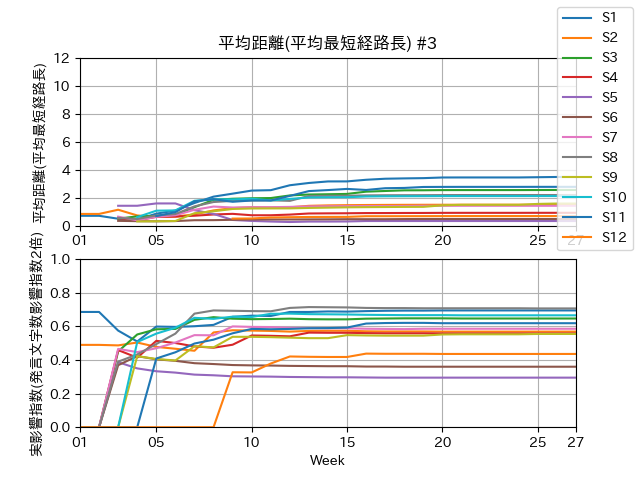 平均距離(平均最短経路長) #3
平均距離(平均最短経路長)
12
10
8
6
4
2
0
01 05 10 15 20 25 27
S1
S2
S3
S4
S5
S6
S7
S8
S9
S10
S11
S12
実影響指数(発言文字数影響指数2倍)
1.0
0.8
0.6
0.4
0.2
0.0
01 05 10 15 20 25 27
Week